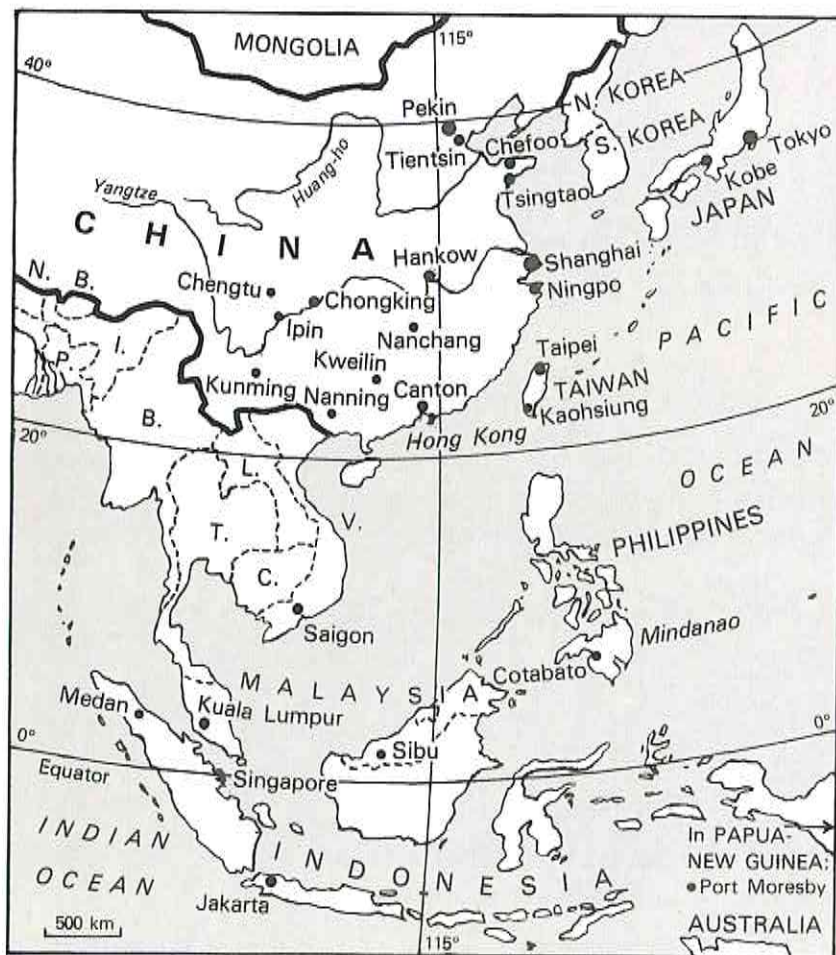 MONGOLIA
115°
40°
N. KOREA
Pekin
Chefoo
S. KOREA
Tientsin
Tokyo
Huang-ho
Tsingtao
Kobe
Yangtze
JAPAN
CHINA
Hankow
Shanghai
N.
B.
Chengtu
Chongking
Ningpo
Ipin
Nanchang
PACIFIC
I.
P.
Kweilin
Taipei
Kunming
Nanning
Canton
TAIWAN
B.
Kaohsiung
20°
Hong Kong
20°
L.
OCEAN
V.
T.
PHILIPPINES
C.
Saigon
Mindanao
MALAYSIA
Cotabato
Medan
Kuala Lumpur
0°
Sibu
0°
Equator
Singapore
INDIAN
OCEAN
INDONESIA
In PAPUA-
NEW GUINEA:
Port Moresby
Jakarta
500 km
115°
AUSTRALIA